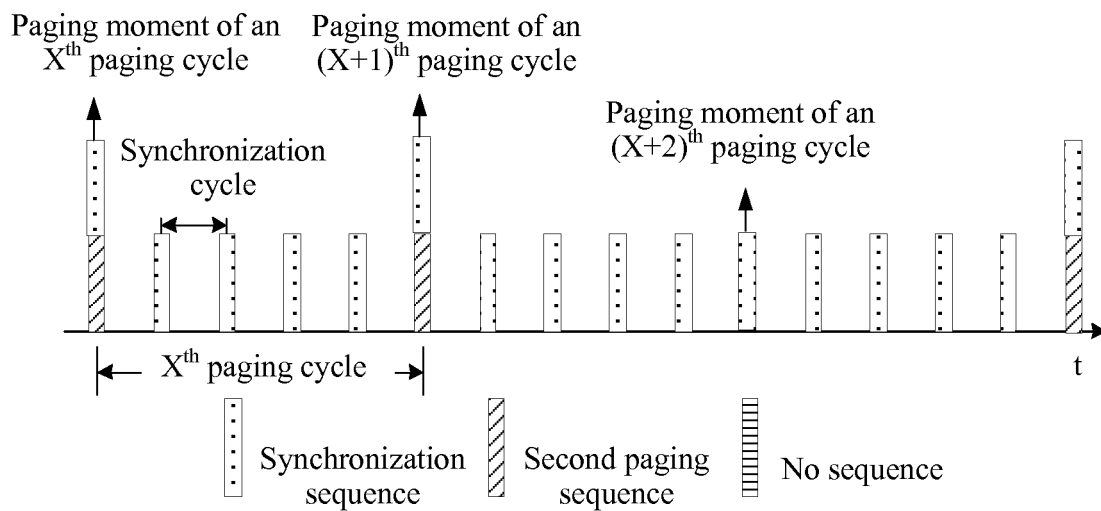 Paging moment of an
Xth paging cycle
Paging moment of an
(X+1)th paging cycle
Paging moment of an
(X+2)th paging cycle
Synchronization
cycle
Xth paging cycle
t
Synchronization
sequence
Second paging
sequence
No sequence